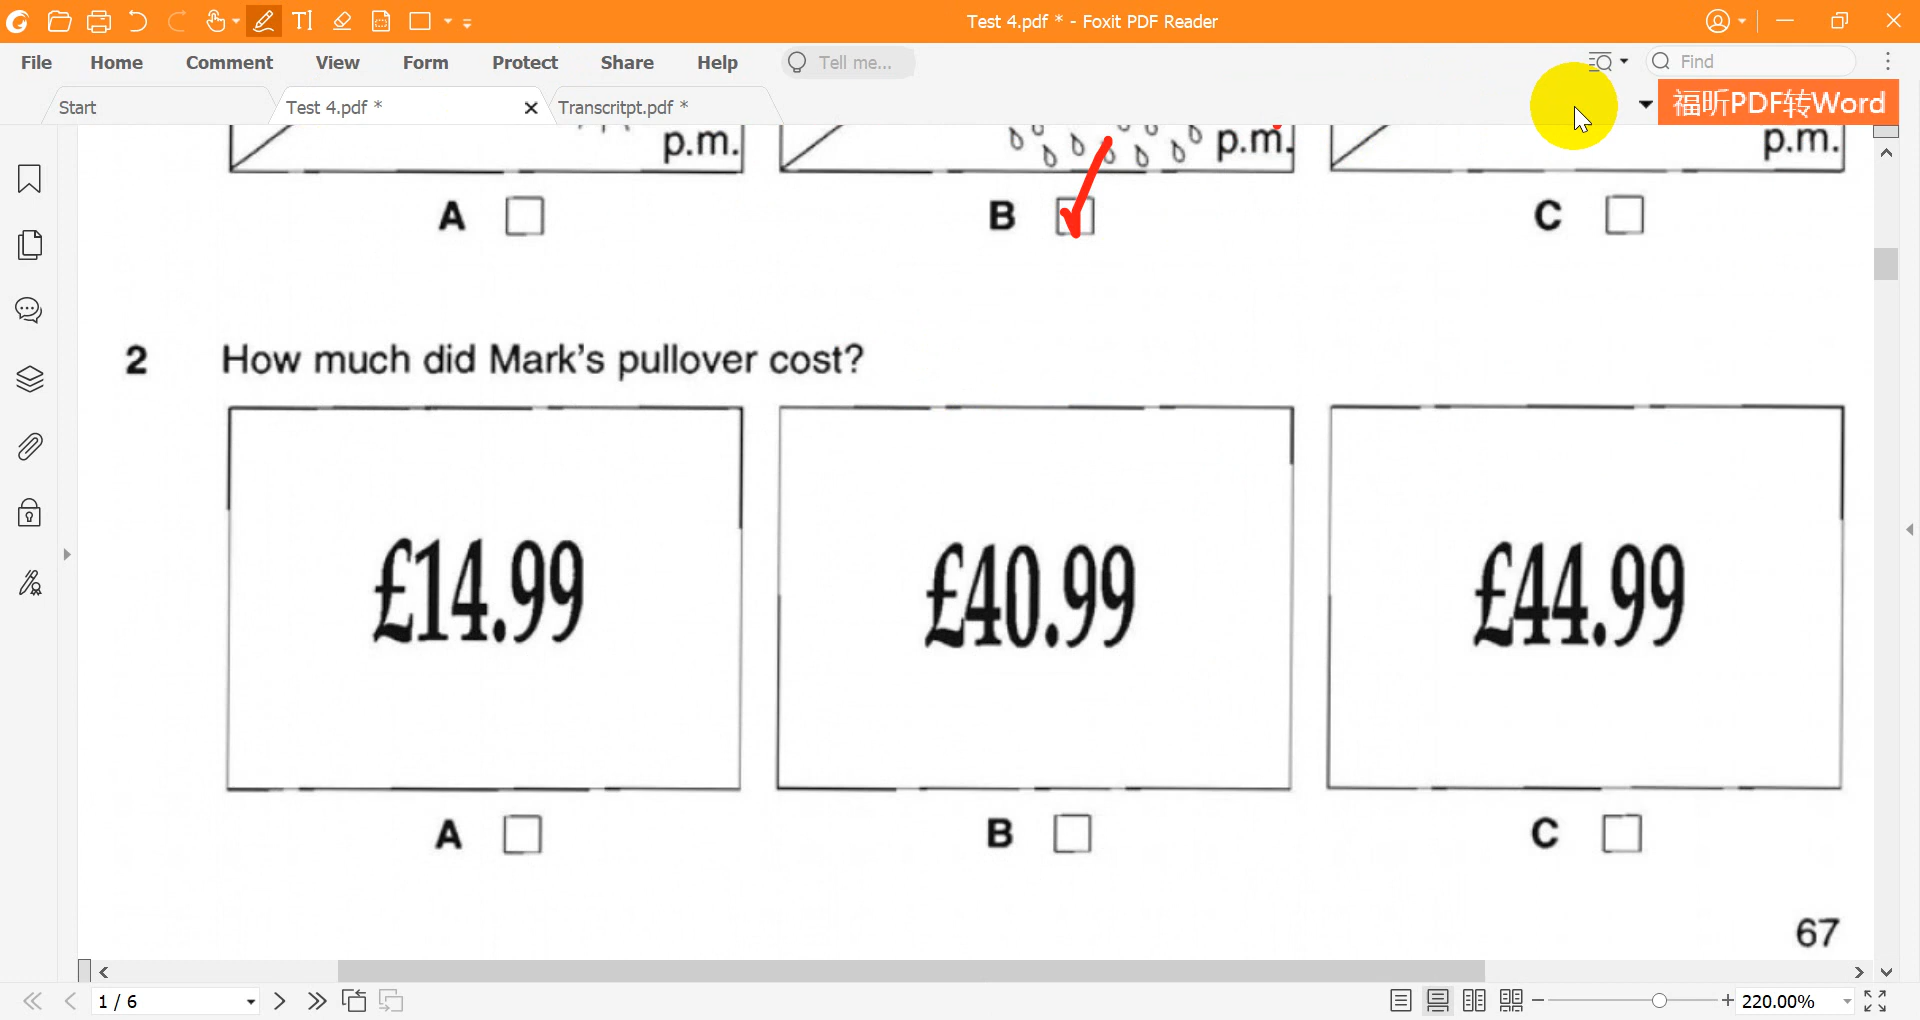 Test 4.pdf * - Foxit PDF Reader
File Home Comment View Form Protect Share Help Tell me... Find
Start Test 4.pdf * Transcritpt.pdf * 福昕PDF转Word
p.m. p.m. p.m.
A B C
2 How much did Mark's pullover cost?
£14.99 £40.99 £44.99
A B C
67
1 / 6 220.00%